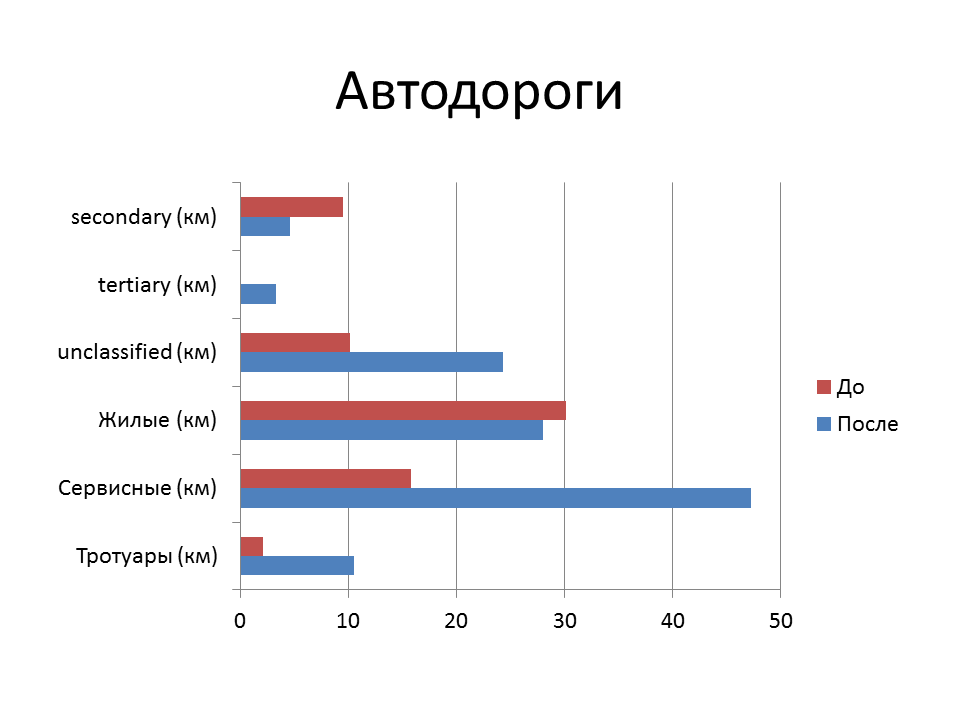 Автодороги
secondary (км)
tertiary (км)
unclassified (км)
Жилые (км)
Сервисные (км)
Тротуары (км)
0 10 20 30 40 50
До
После